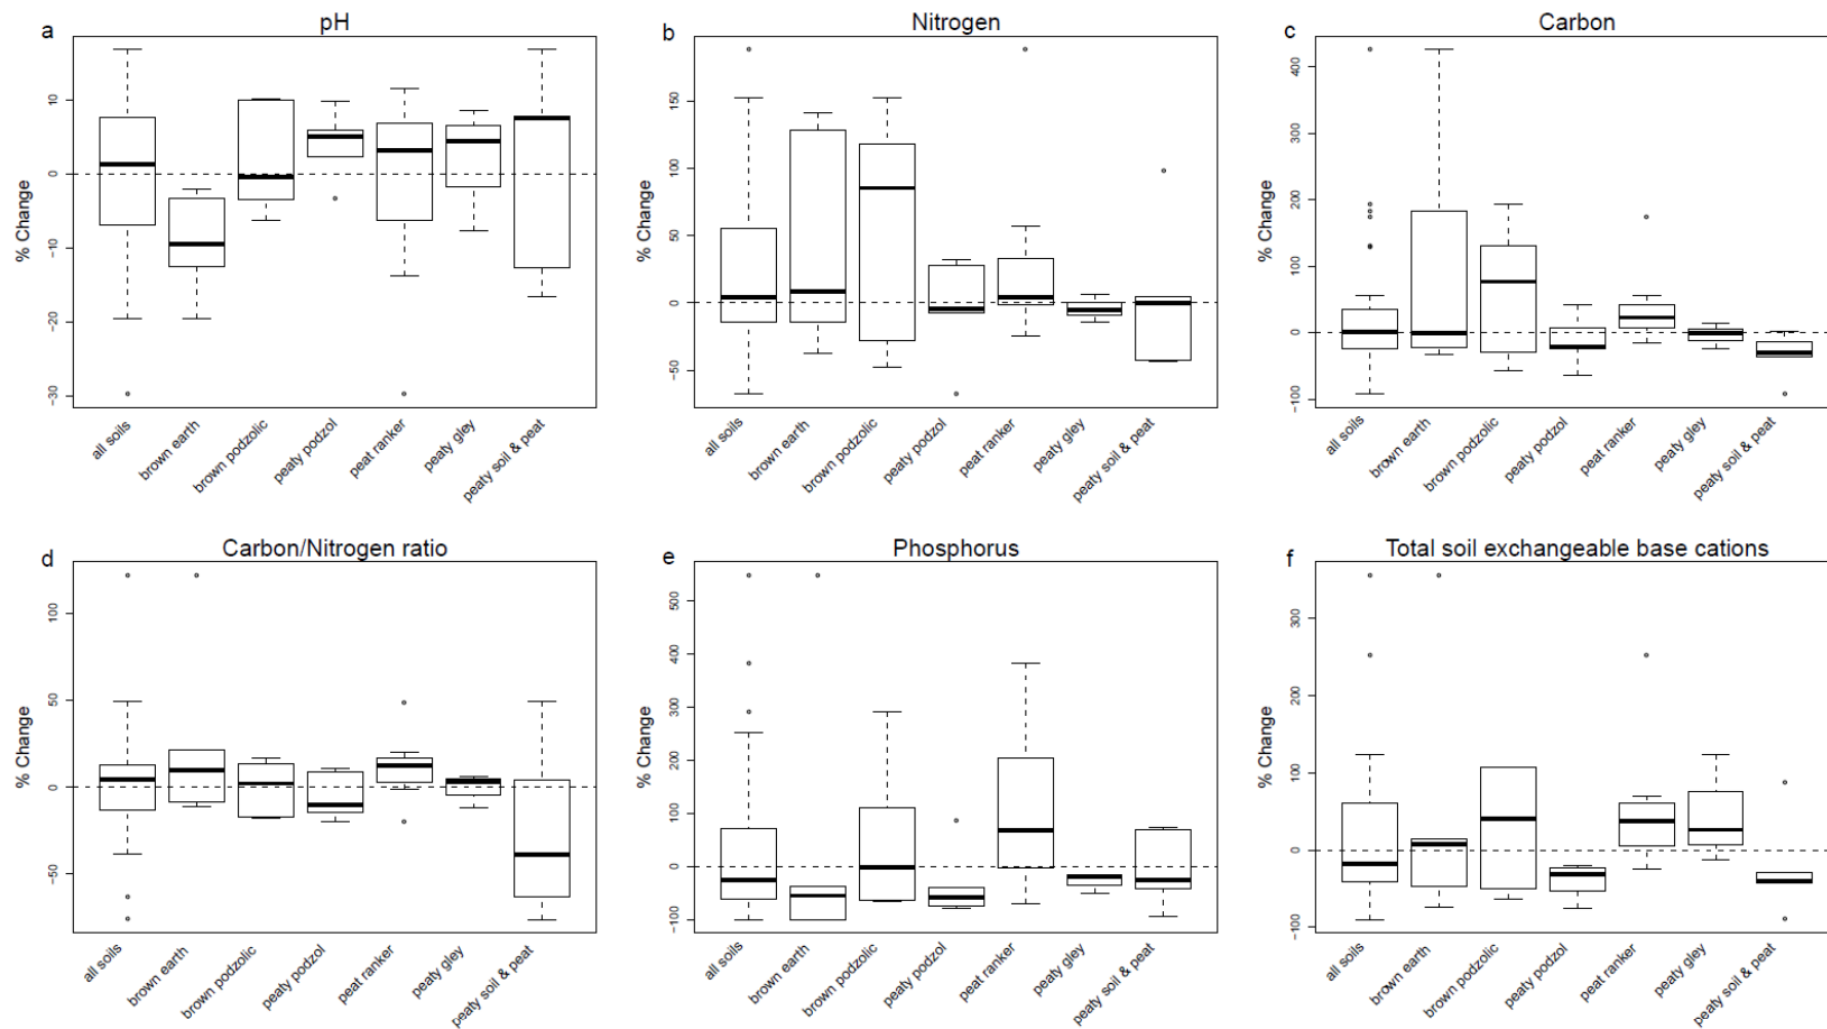 a pH
% Change
10
0
−10
−20
−30
all soils
brown earth
brown podzolic
peaty podzol
peat ranker
peaty gley
peaty soil & peat
b Nitrogen
% Change
150
100
50
0
−50
all soils
brown earth
brown podzolic
peaty podzol
peat ranker
peaty gley
peaty soil & peat
c Carbon
% Change
400
300
200
100
0
−100
all soils
brown earth
brown podzolic
peaty podzol
peat ranker
peaty gley
peaty soil & peat
d Carbon/Nitrogen ratio
% Change
100
50
0
−50
all soils
brown earth
brown podzolic
peaty podzol
peat ranker
peaty gley
peaty soil & peat
e Phosphorus
% Change
500
400
300
200
100
0
−100
all soils
brown earth
brown podzolic
peaty podzol
peat ranker
peaty gley
peaty soil & peat
f Total soil exchangeable base cations
% Change
300
200
100
0
−100
all soils
brown earth
brown podzolic
peaty podzol
peat ranker
peaty gley
peaty soil & peat